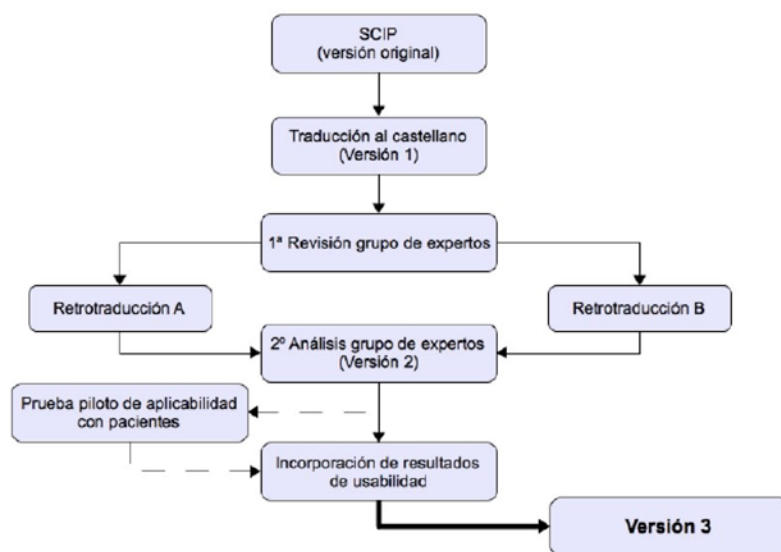 SCIP
(versión original)
Traducción al castellano
(Versión 1)
1ª Revisión grupo de expertos
Retrotraducción A
Retrotraducción B
2º Análisis grupo de expertos
(Versión 2)
Prueba piloto de aplicabilidad
con pacientes
Incorporación de resultados
de usabilidad
Versión 3